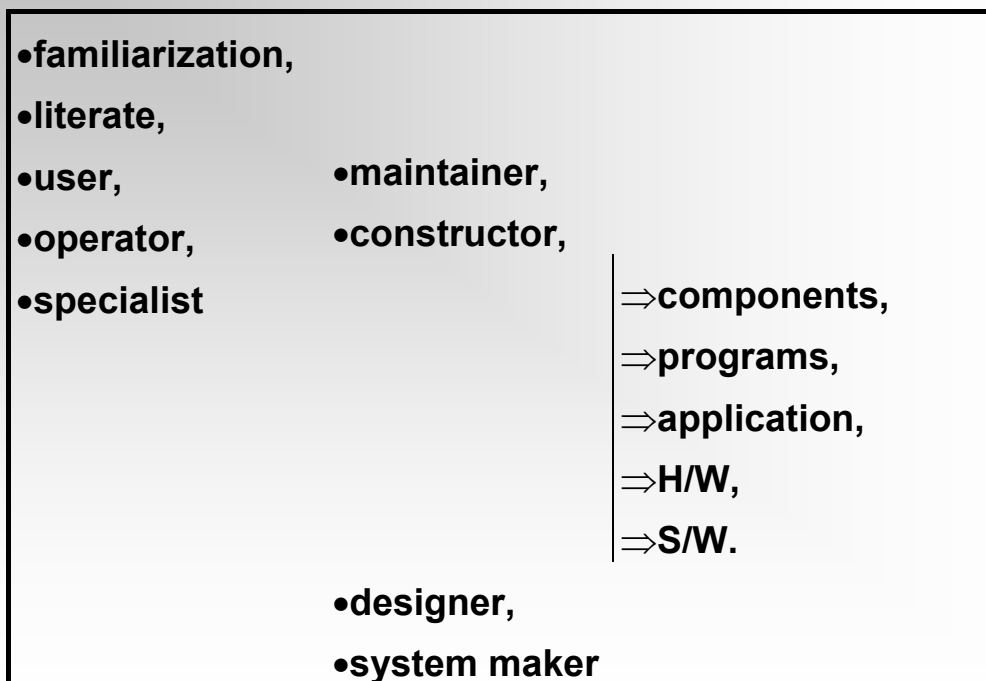 •familiarization,
•literate,
•user,
•operator,
•specialist
•maintainer,
•constructor,
⇒components,
⇒programs,
⇒application,
⇒H/W,
⇒S/W.
•designer,
•system maker